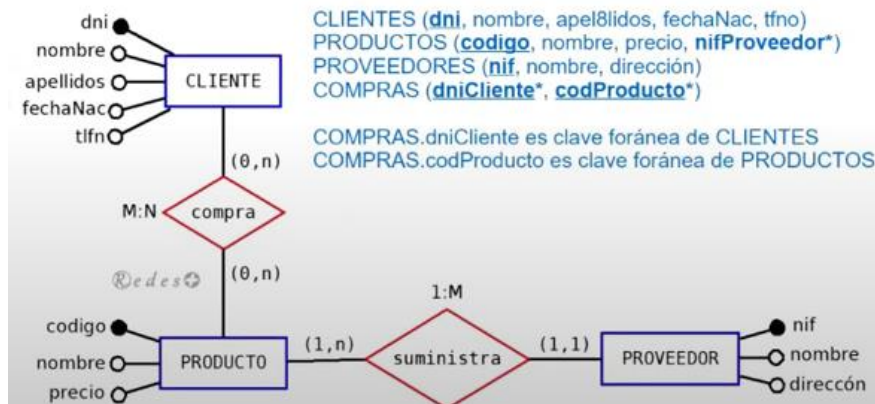 dni
nombre
apellidos
fechaNac
tlfn
CLIENTE
CLIENTES (dni, nombre, apel8lidos, fechaNac, tfno)
PRODUCTOS (codigo, nombre, precio, nifProveedor*)
PROVEEDORES (nif, nombre, dirección)
COMPRAS (dniCliente*, codProducto*)
COMPRAS.dniCliente es clave foránea de CLIENTES
COMPRAS.codProducto es clave foránea de PRODUCTOS
(0,n)
M:N
compra
(0,n)
Redes
1:M
codigo
nombre
precio
PRODUCTO
(1,n)
suministra
(1,1)
PROVEEDOR
nif
nombre
direccón